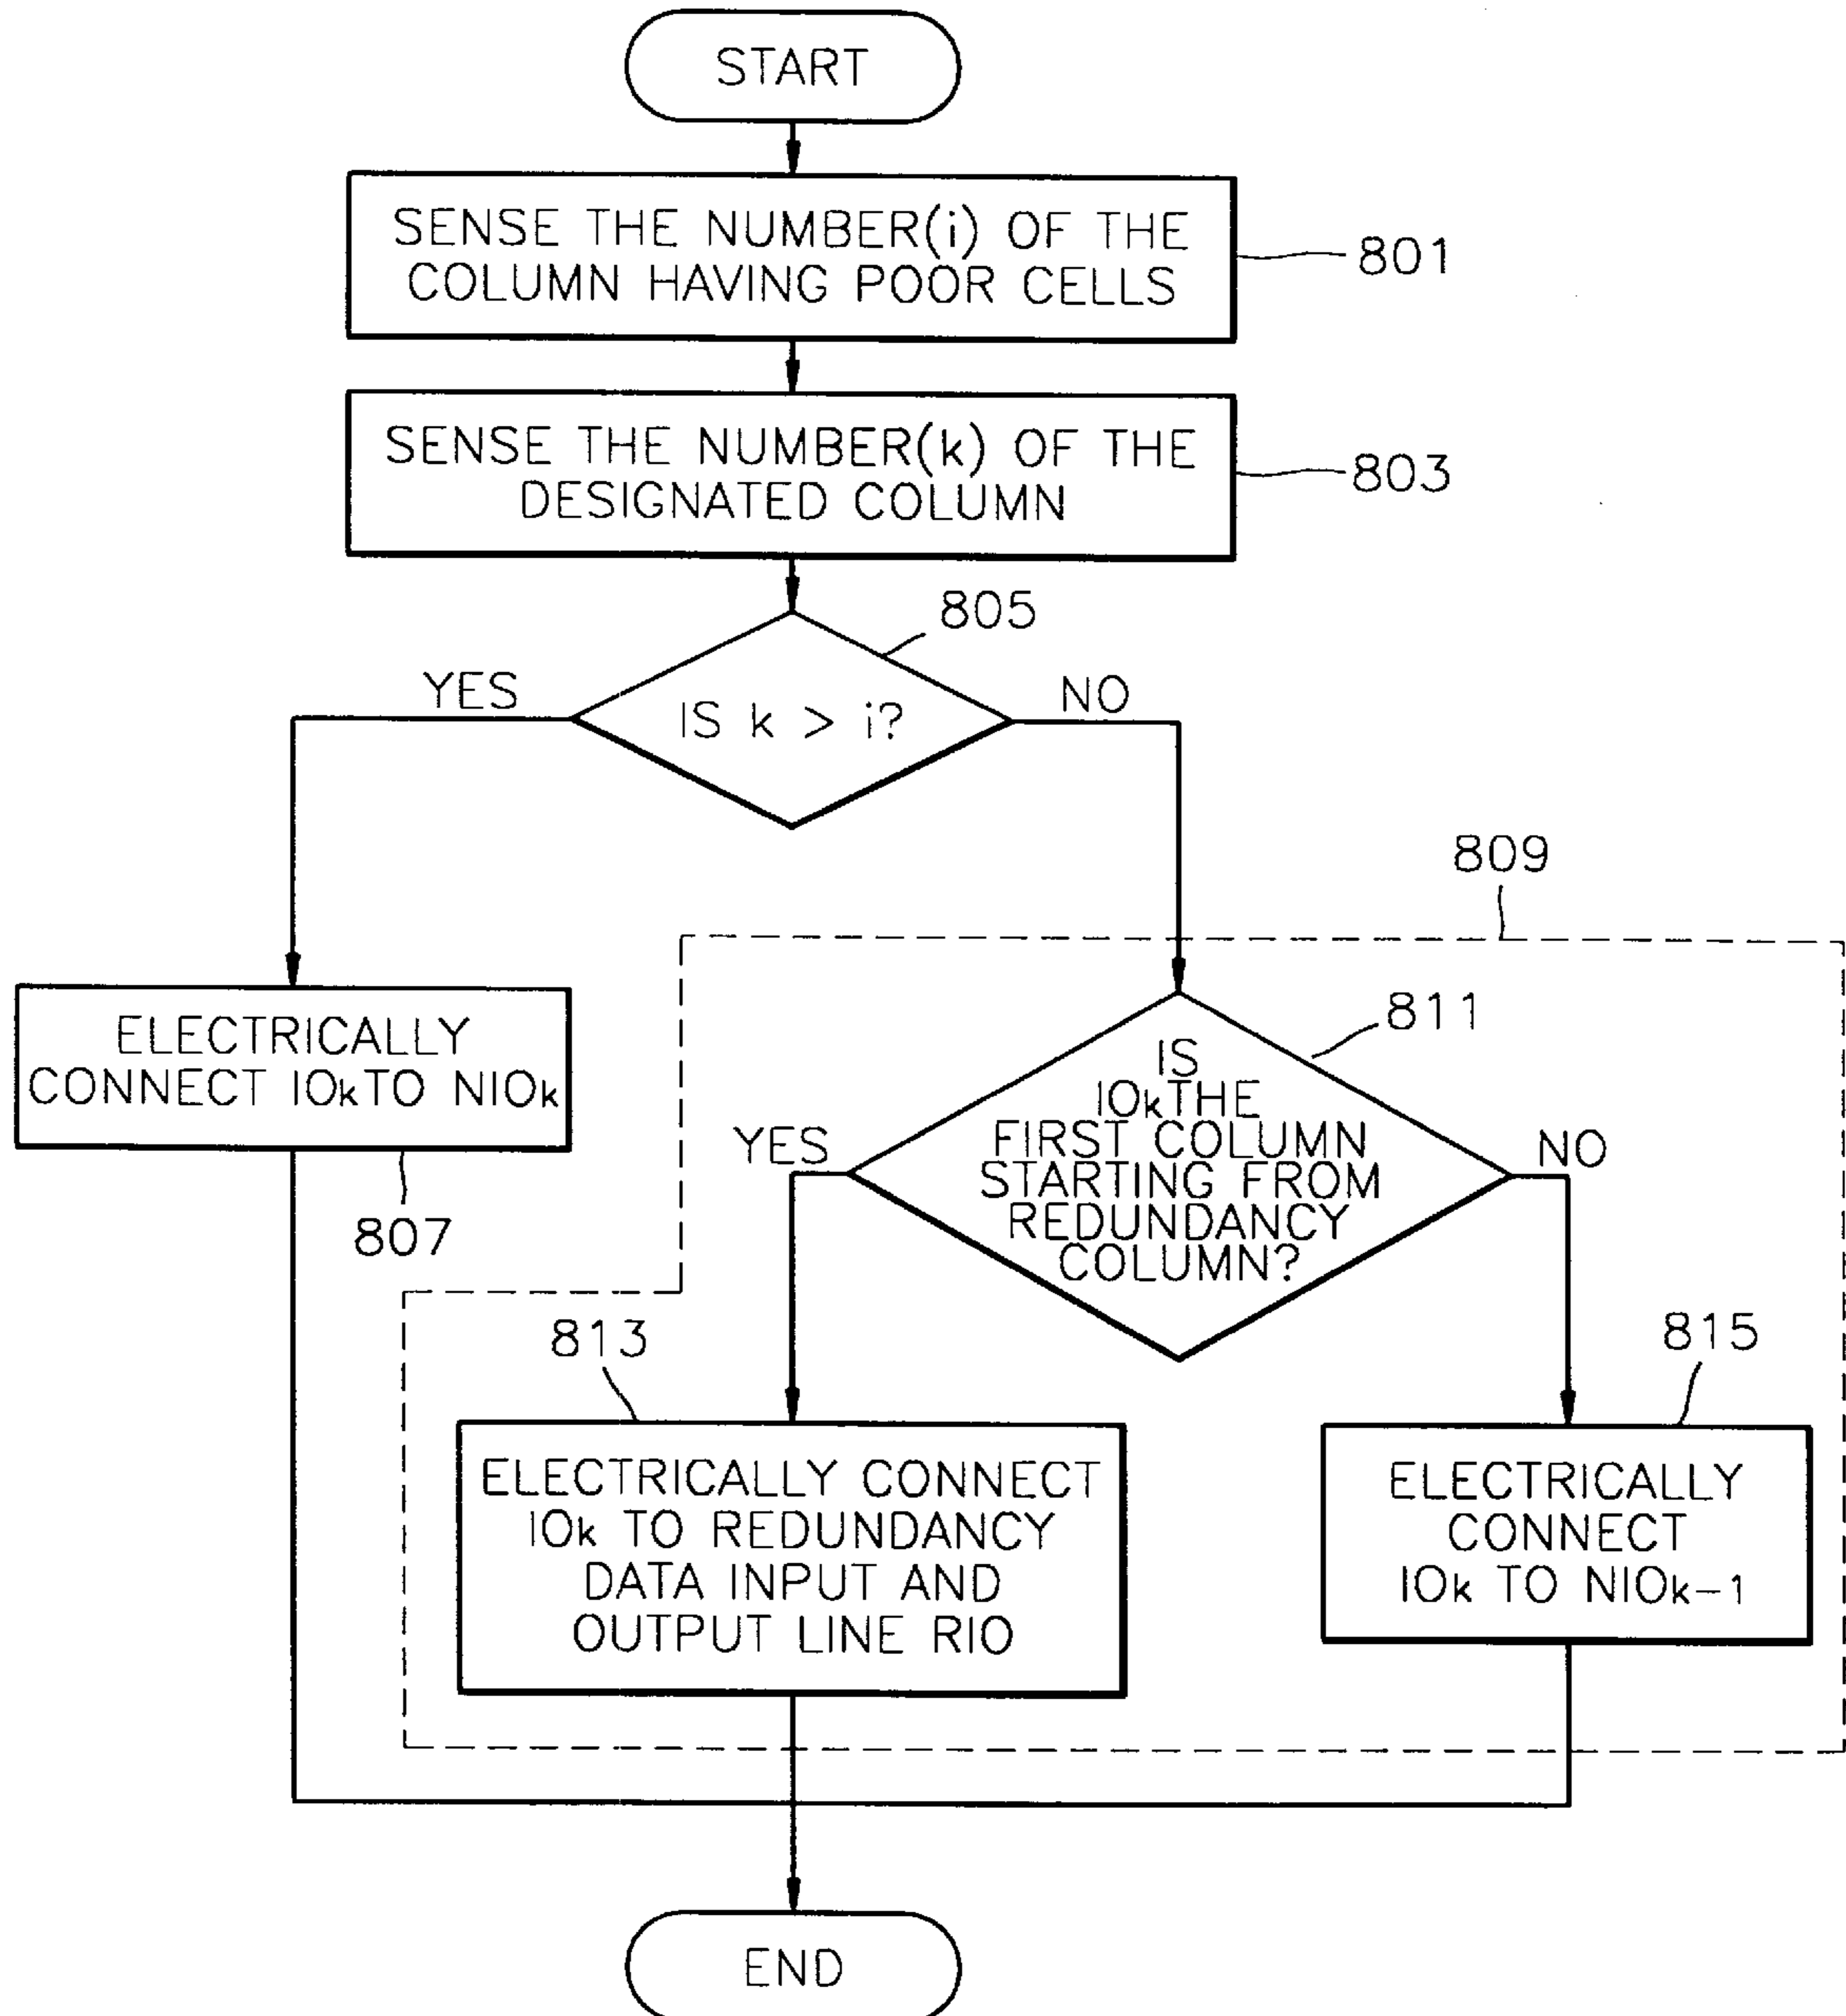 START
SENSE THE NUMBER(i) OF THE
COLUMN HAVING POOR CELLS
801
SENSE THE NUMBER(k) OF THE
DESIGNATED COLUMN
803
805
YES
IS k > i?
NO
809
811
ELECTRICALLY
CONNECT IOk TO NIOk
807
IS
IOk THE
FIRST COLUMN
STARTING FROM
REDUNDANCY
COLUMN?
YES
NO
813
815
ELECTRICALLY CONNECT
IOk TO REDUNDANCY
DATA INPUT AND
OUTPUT LINE RIO
ELECTRICALLY
CONNECT
IOk TO NIOk-1
END